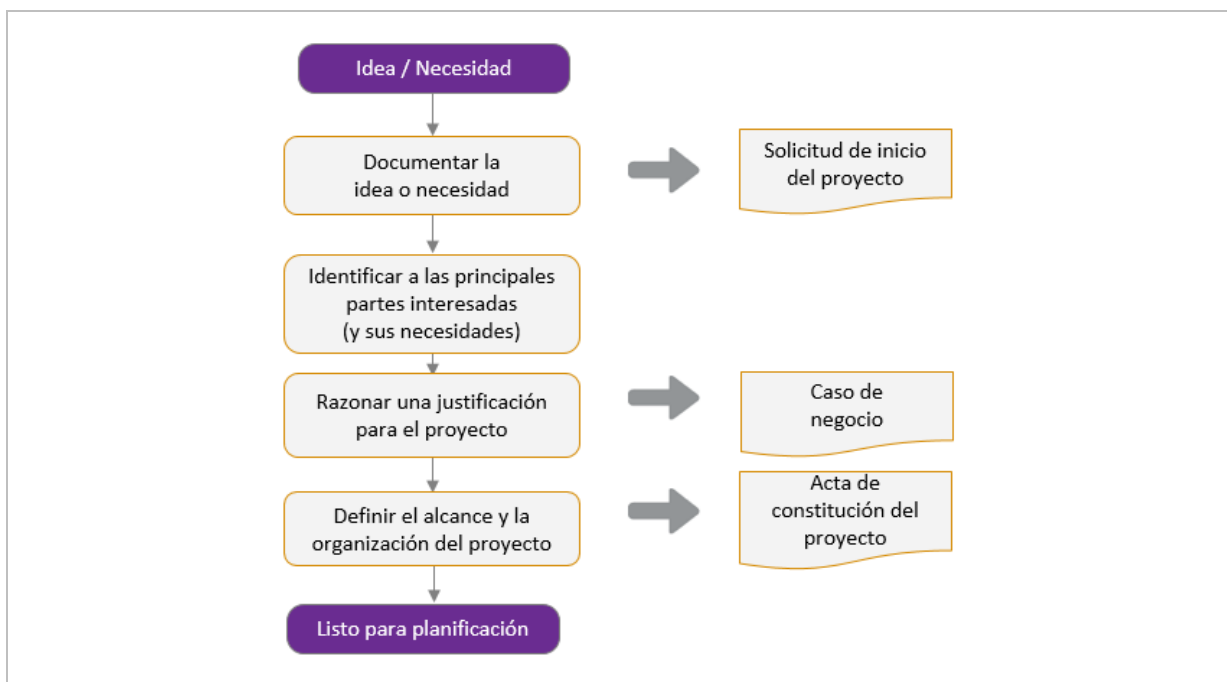 Idea / Necesidad
Documentar la
idea o necesidad
Solicitud de inicio
del proyecto
Identificar a las principales
partes interesadas
(y sus necesidades)
Razonar una justificación
para el proyecto
Caso de
negocio
Definir el alcance y la
organización del proyecto
Acta de
constitución del
proyecto
Listo para planificación